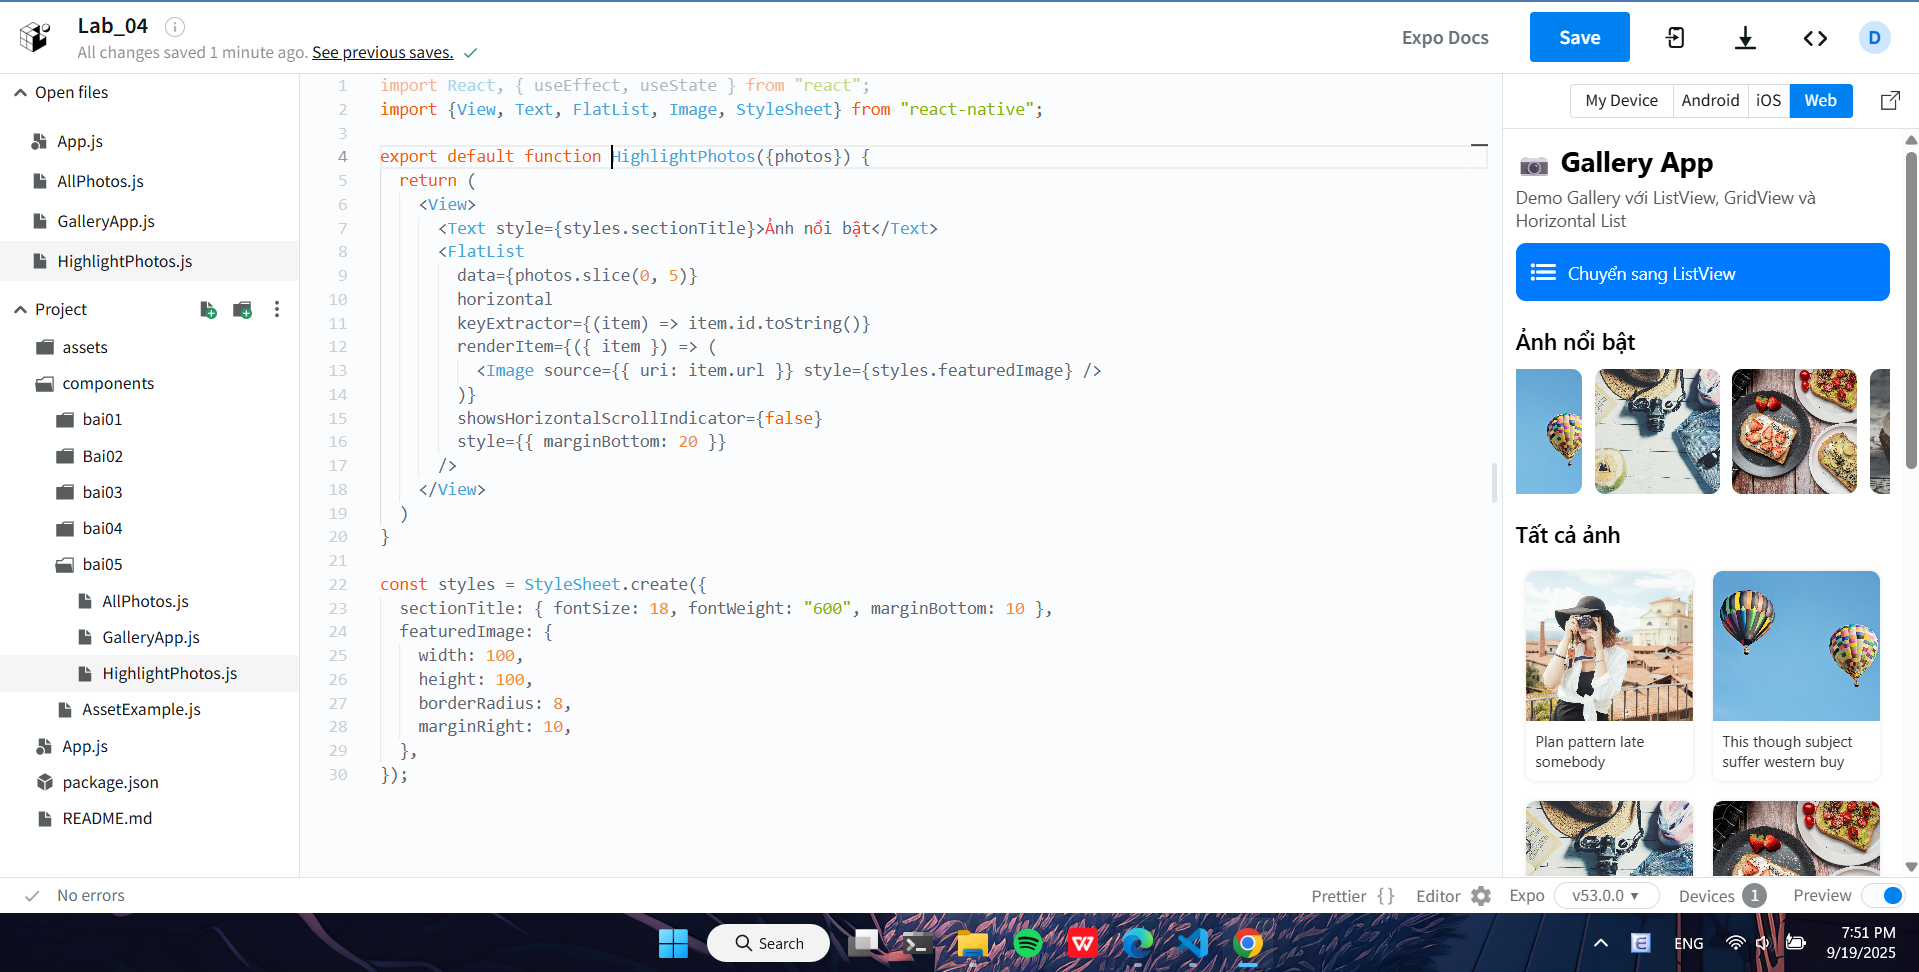 Lab_04
All changes saved 1 minute ago. See previous saves.
Expo Docs
Save
D
Open files
App.js
AllPhotos.js
GalleryApp.js
HighlightPhotos.js
Project
assets
components
bai01
Bai02
bai03
bai04
bai05
AllPhotos.js
GalleryApp.js
HighlightPhotos.js
AssetExample.js
App.js
package.json
README.md
1 import React, { useEffect, useState } from "react";
2 import {View, Text, FlatList, Image, StyleSheet} from "react-native";
3
4 export default function HighlightPhotos({photos}) {
5 return (
6 <View>
7 <Text style={styles.sectionTitle}>Ảnh nổi bật</Text>
8 <FlatList
9 data={photos.slice(0, 5)}
10 horizontal
11 keyExtractor={(item) => item.id.toString()}
12 renderItem={({ item }) => (
13 <Image source={{ uri: item.url }} style={styles.featuredImage} />
14 )}
15 showsHorizontalScrollIndicator={false}
16 style={{ marginBottom: 20 }}
17 />
18 </View>
19 )
20 }
21
22 const styles = StyleSheet.create({
23 sectionTitle: { fontSize: 18, fontWeight: "600", marginBottom: 10 },
24 featuredImage: {
25 width: 100,
26 height: 100,
27 borderRadius: 8,
28 marginRight: 10,
29 },
30 });
My Device Android iOS Web
Gallery App
Demo Gallery với ListView, GridView và
Horizontal List
Chuyển sang ListView
Ảnh nổi bật
Tất cả ảnh
Plan pattern late
somebody
This though subject
suffer western buy
No errors
Prettier { } Editor Expo v53.0.0 Devices 1 Preview
Search
ENG
7:51 PM
9/19/2025